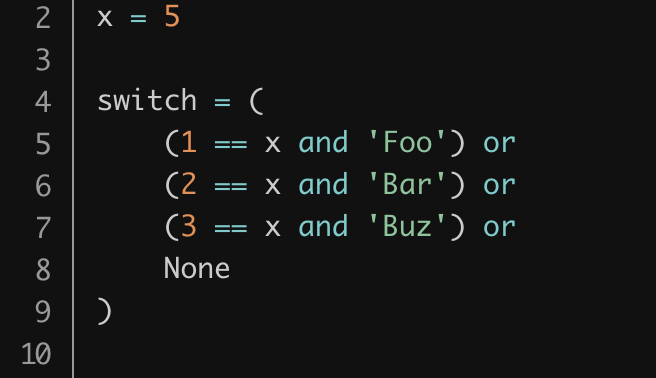 2 x = 5
3
4 switch = (
5     (1 == x and 'Foo') or
6     (2 == x and 'Bar') or
7     (3 == x and 'Buz') or
8     None
9 )
10